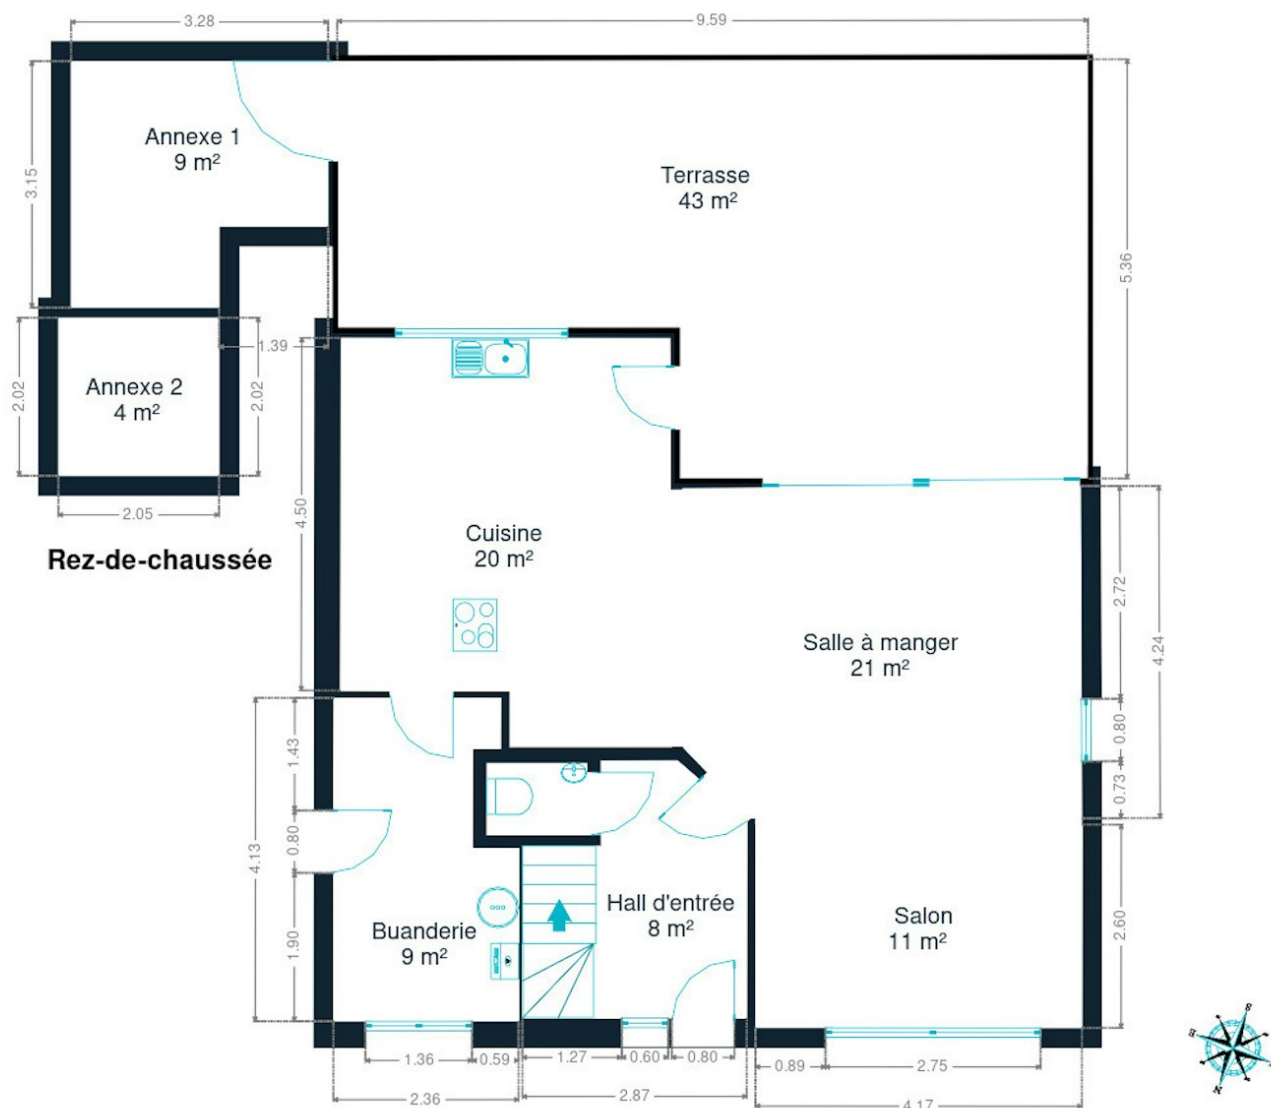 3.28
9.59
Annexe 1
9 m²
3.15
Terrasse
43 m²
5.36
1.39
Annexe 2
4 m²
2.02
2.02
2.05
Rez-de-chaussée
4.50
Cuisine
20 m²
2.72
4.24
Salle à manger
21 m²
0.80
0.73
1.43
0.80
4.13
1.90
Buanderie
9 m²
Hall d'entrée
8 m²
Salon
11 m²
2.60
1.36
0.59
1.27
0.60
0.80
0.89
2.75
2.36
2.87
4.17
S
N